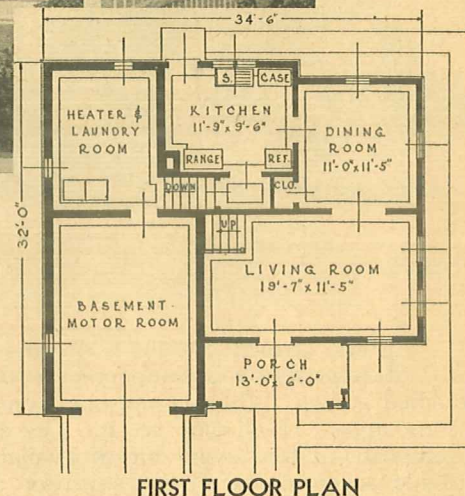 34'-6"
S. CASE
HEATER &
LAUNDRY
ROOM
KITCHEN
11'-9" x 9'-6"
DINING
ROOM
11'-0" x 11'-5"
RANGE
REF.
DOWN
CLO.
32'-0"
UP
LIVING ROOM
19'-7" x 11'-5"
BASEMENT
MOTOR ROOM
PORCH
13'-0" x 6'-0"
FIRST FLOOR PLAN